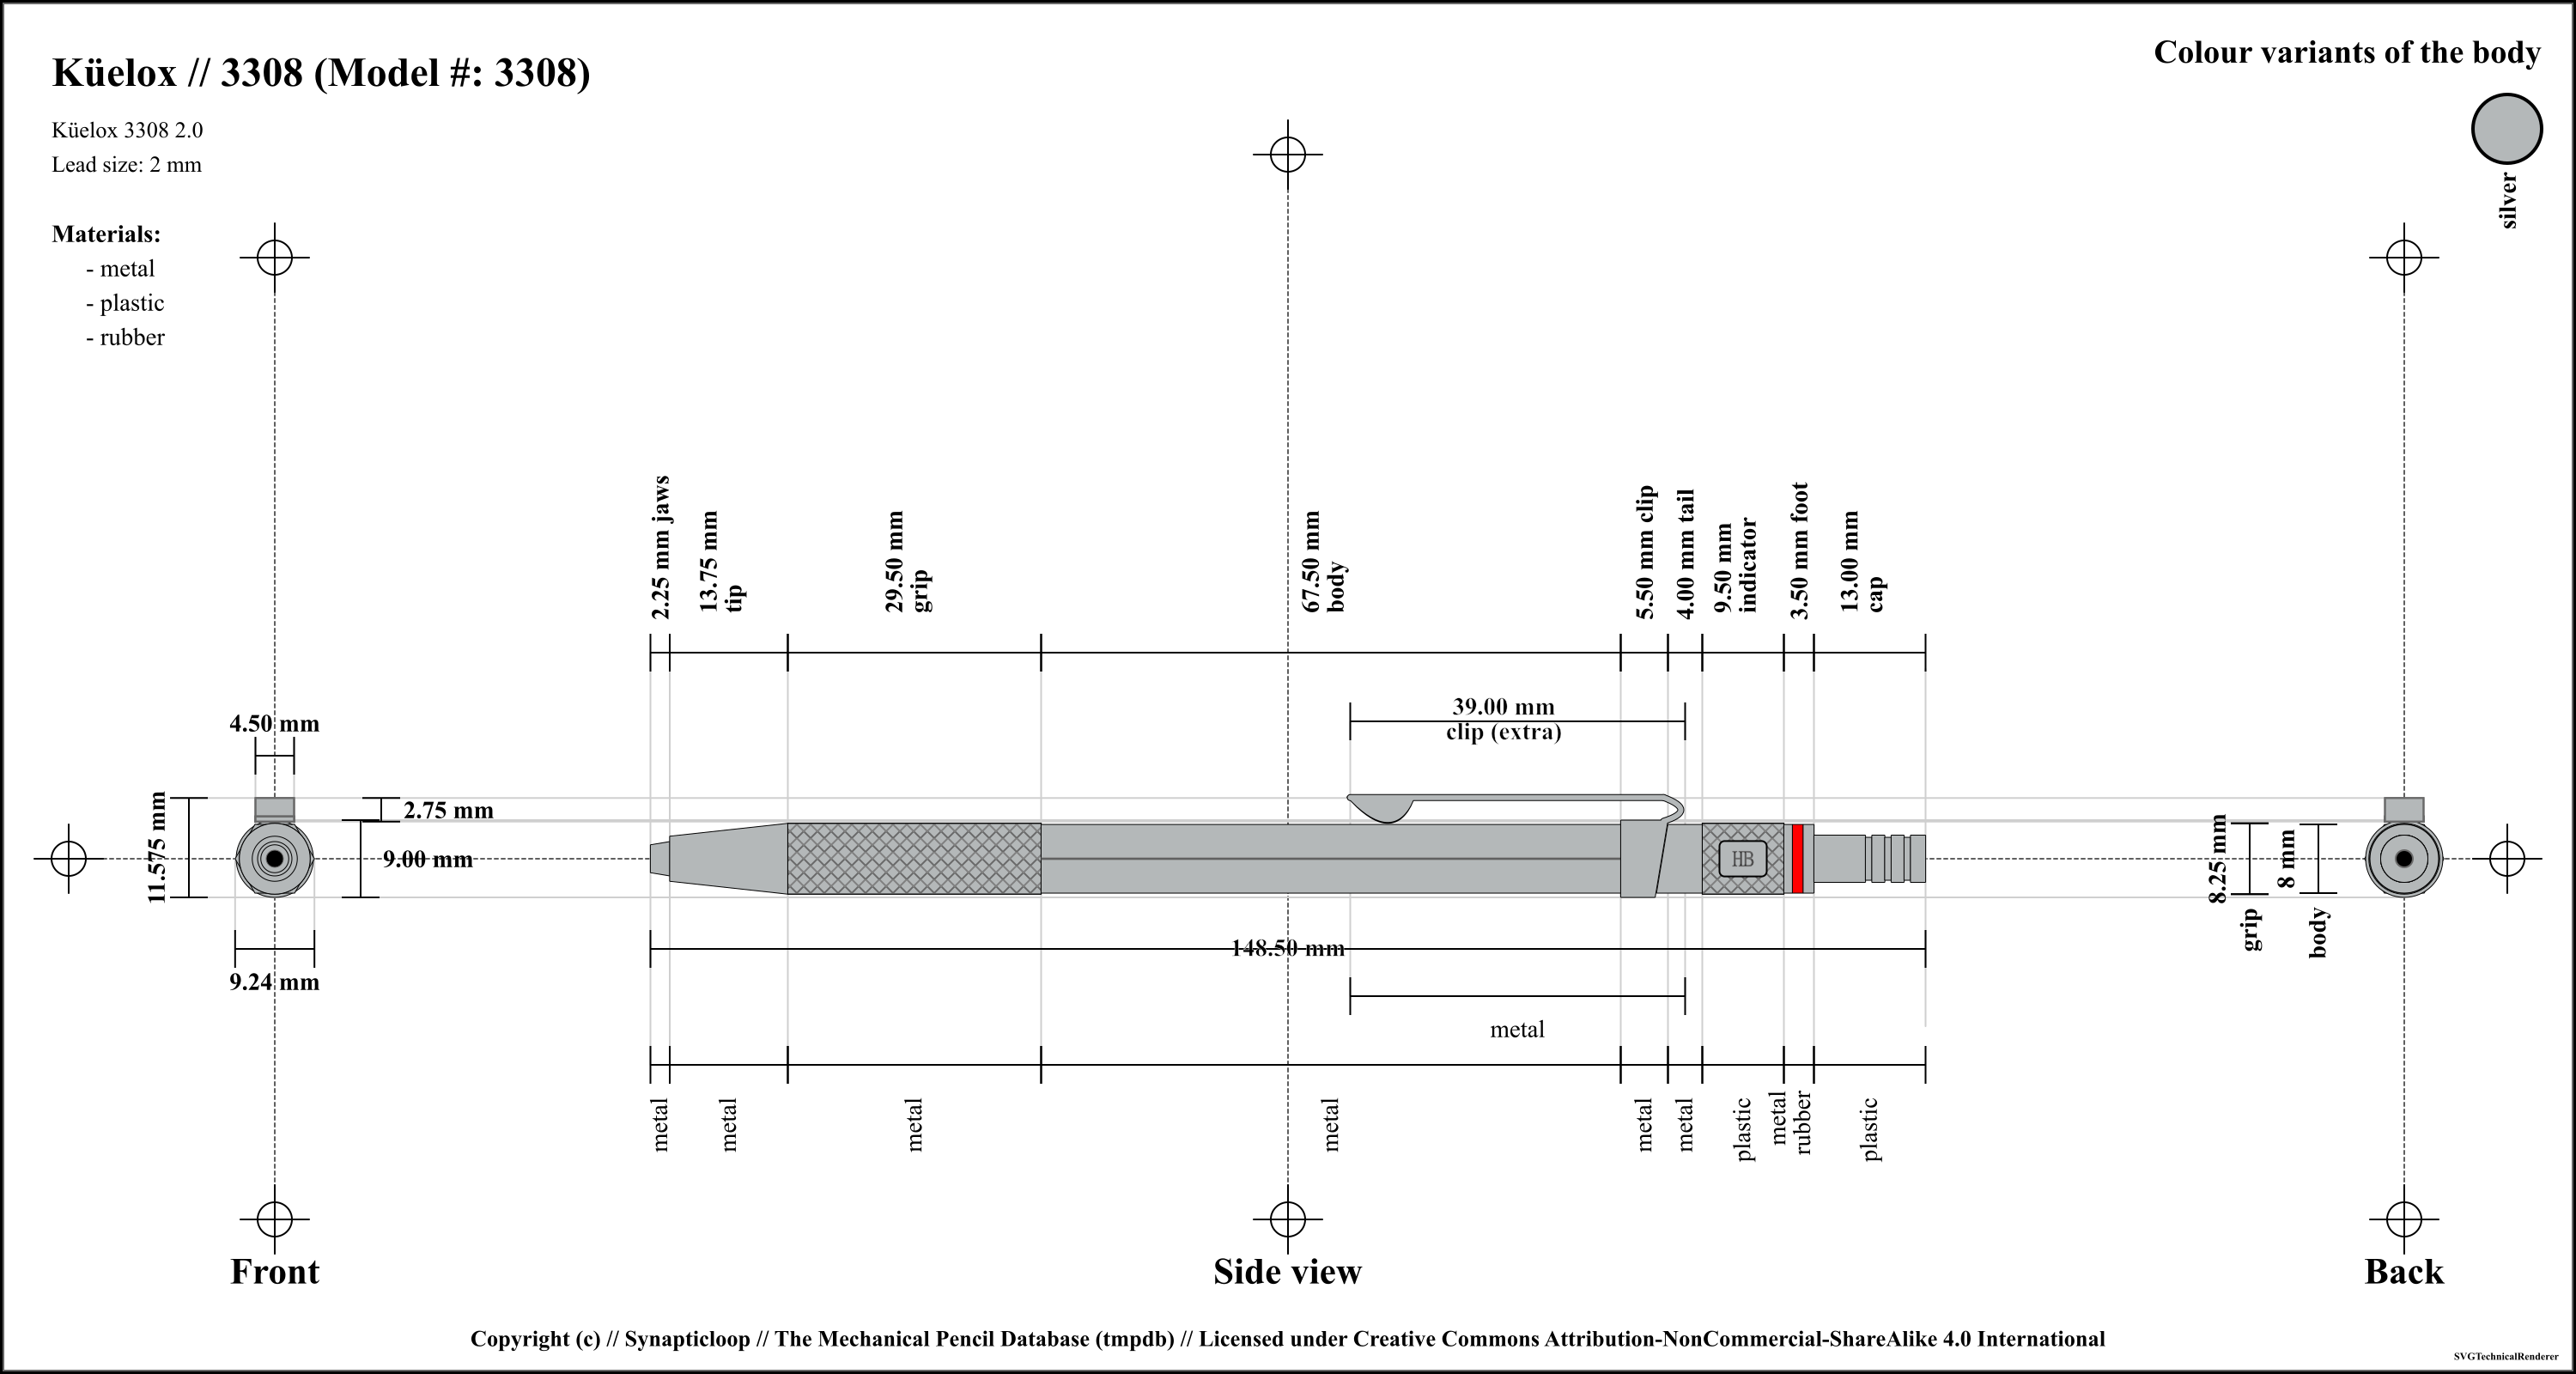 Küelox // 3308 (Model #: 3308)
Küelox 3308 2.0
Lead size: 2 mm
Materials:
- metal
- plastic
- rubber
Colour variants of the body
silver
2.25 mm jaws
13.75 mm
tip
29.50 mm
grip
67.50 mm
body
5.50 mm clip
4.00 mm tail
9.50 mm
indicator
3.50 mm foot
13.00 mm
cap
39.00 mm
clip (extra)
4.50 mm
11.575 mm
2.75 mm
9.00 mm
9.24 mm
HB
148.50 mm
8.25 mm
grip
8 mm
body
metal
metal
metal
metal
metal
metal
metal
plastic
metal
rubber
plastic
Front
Side view
Back
Copyright (c) // Synapticloop // The Mechanical Pencil Database (tmpdb) // Licensed under Creative Commons Attribution-NonCommercial-ShareAlike 4.0 International
SVGTechnicalRenderer